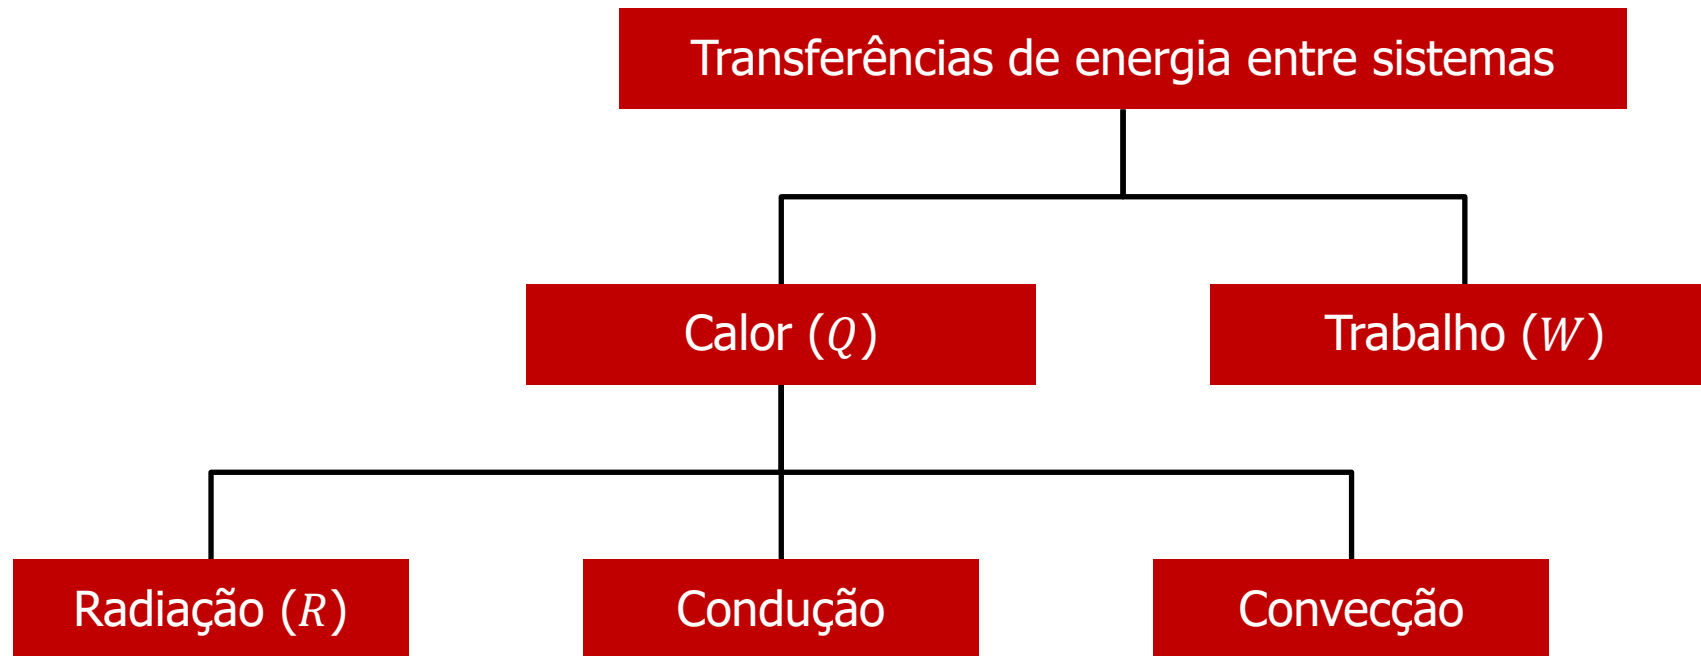 Transferências de energia entre sistemas
Calor (Q)
Trabalho (W)
Radiação (R)
Condução
Convecção